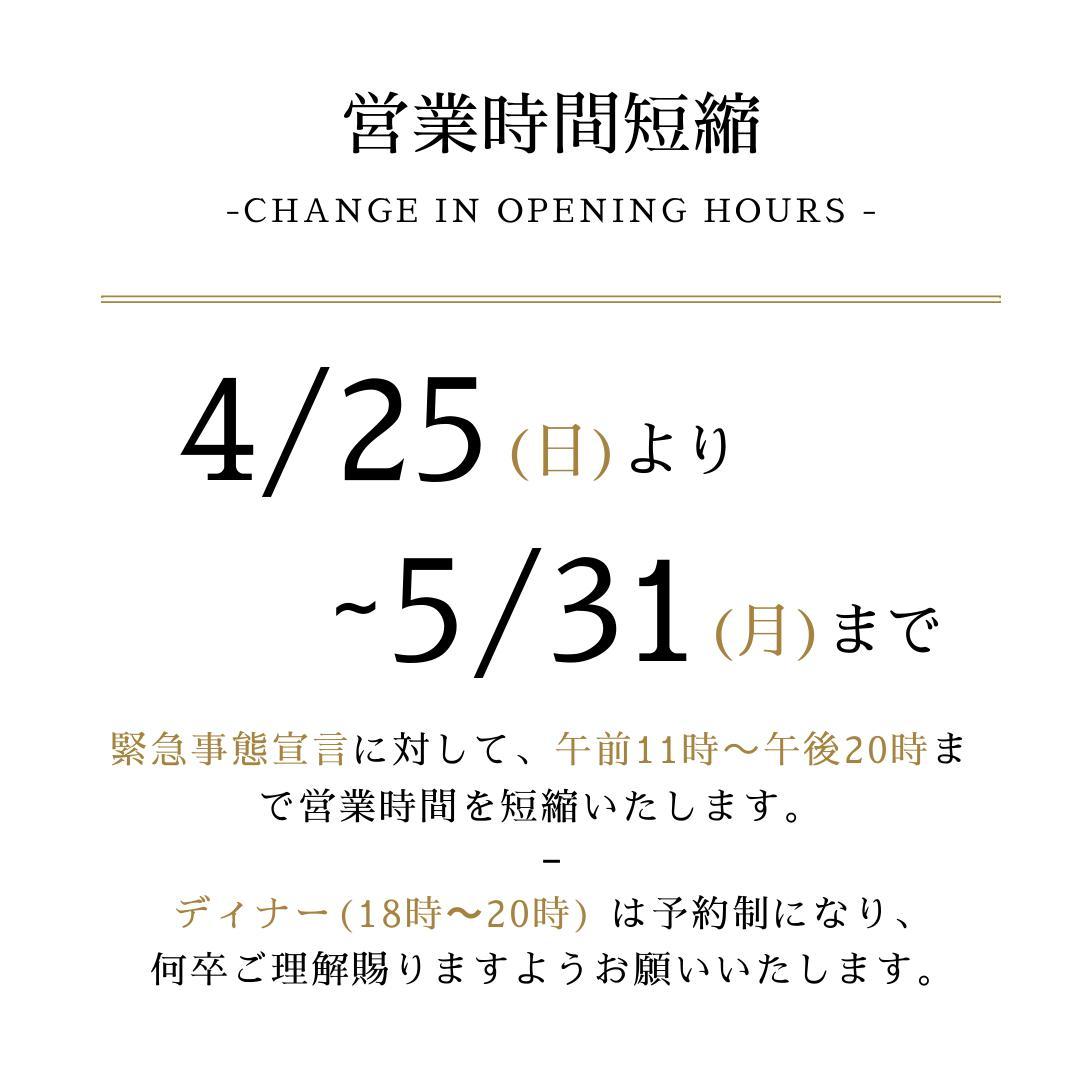 営業時間短縮
-CHANGE IN OPENING HOURS -
4/25 (日)より
~5/31 (月)まで
緊急事態宣言に対して、午前11時〜午後20時ま
で営業時間を短縮いたします。
–
ディナー(18時〜20時) は予約制になり、
何卒ご理解賜りますようお願いいたします。